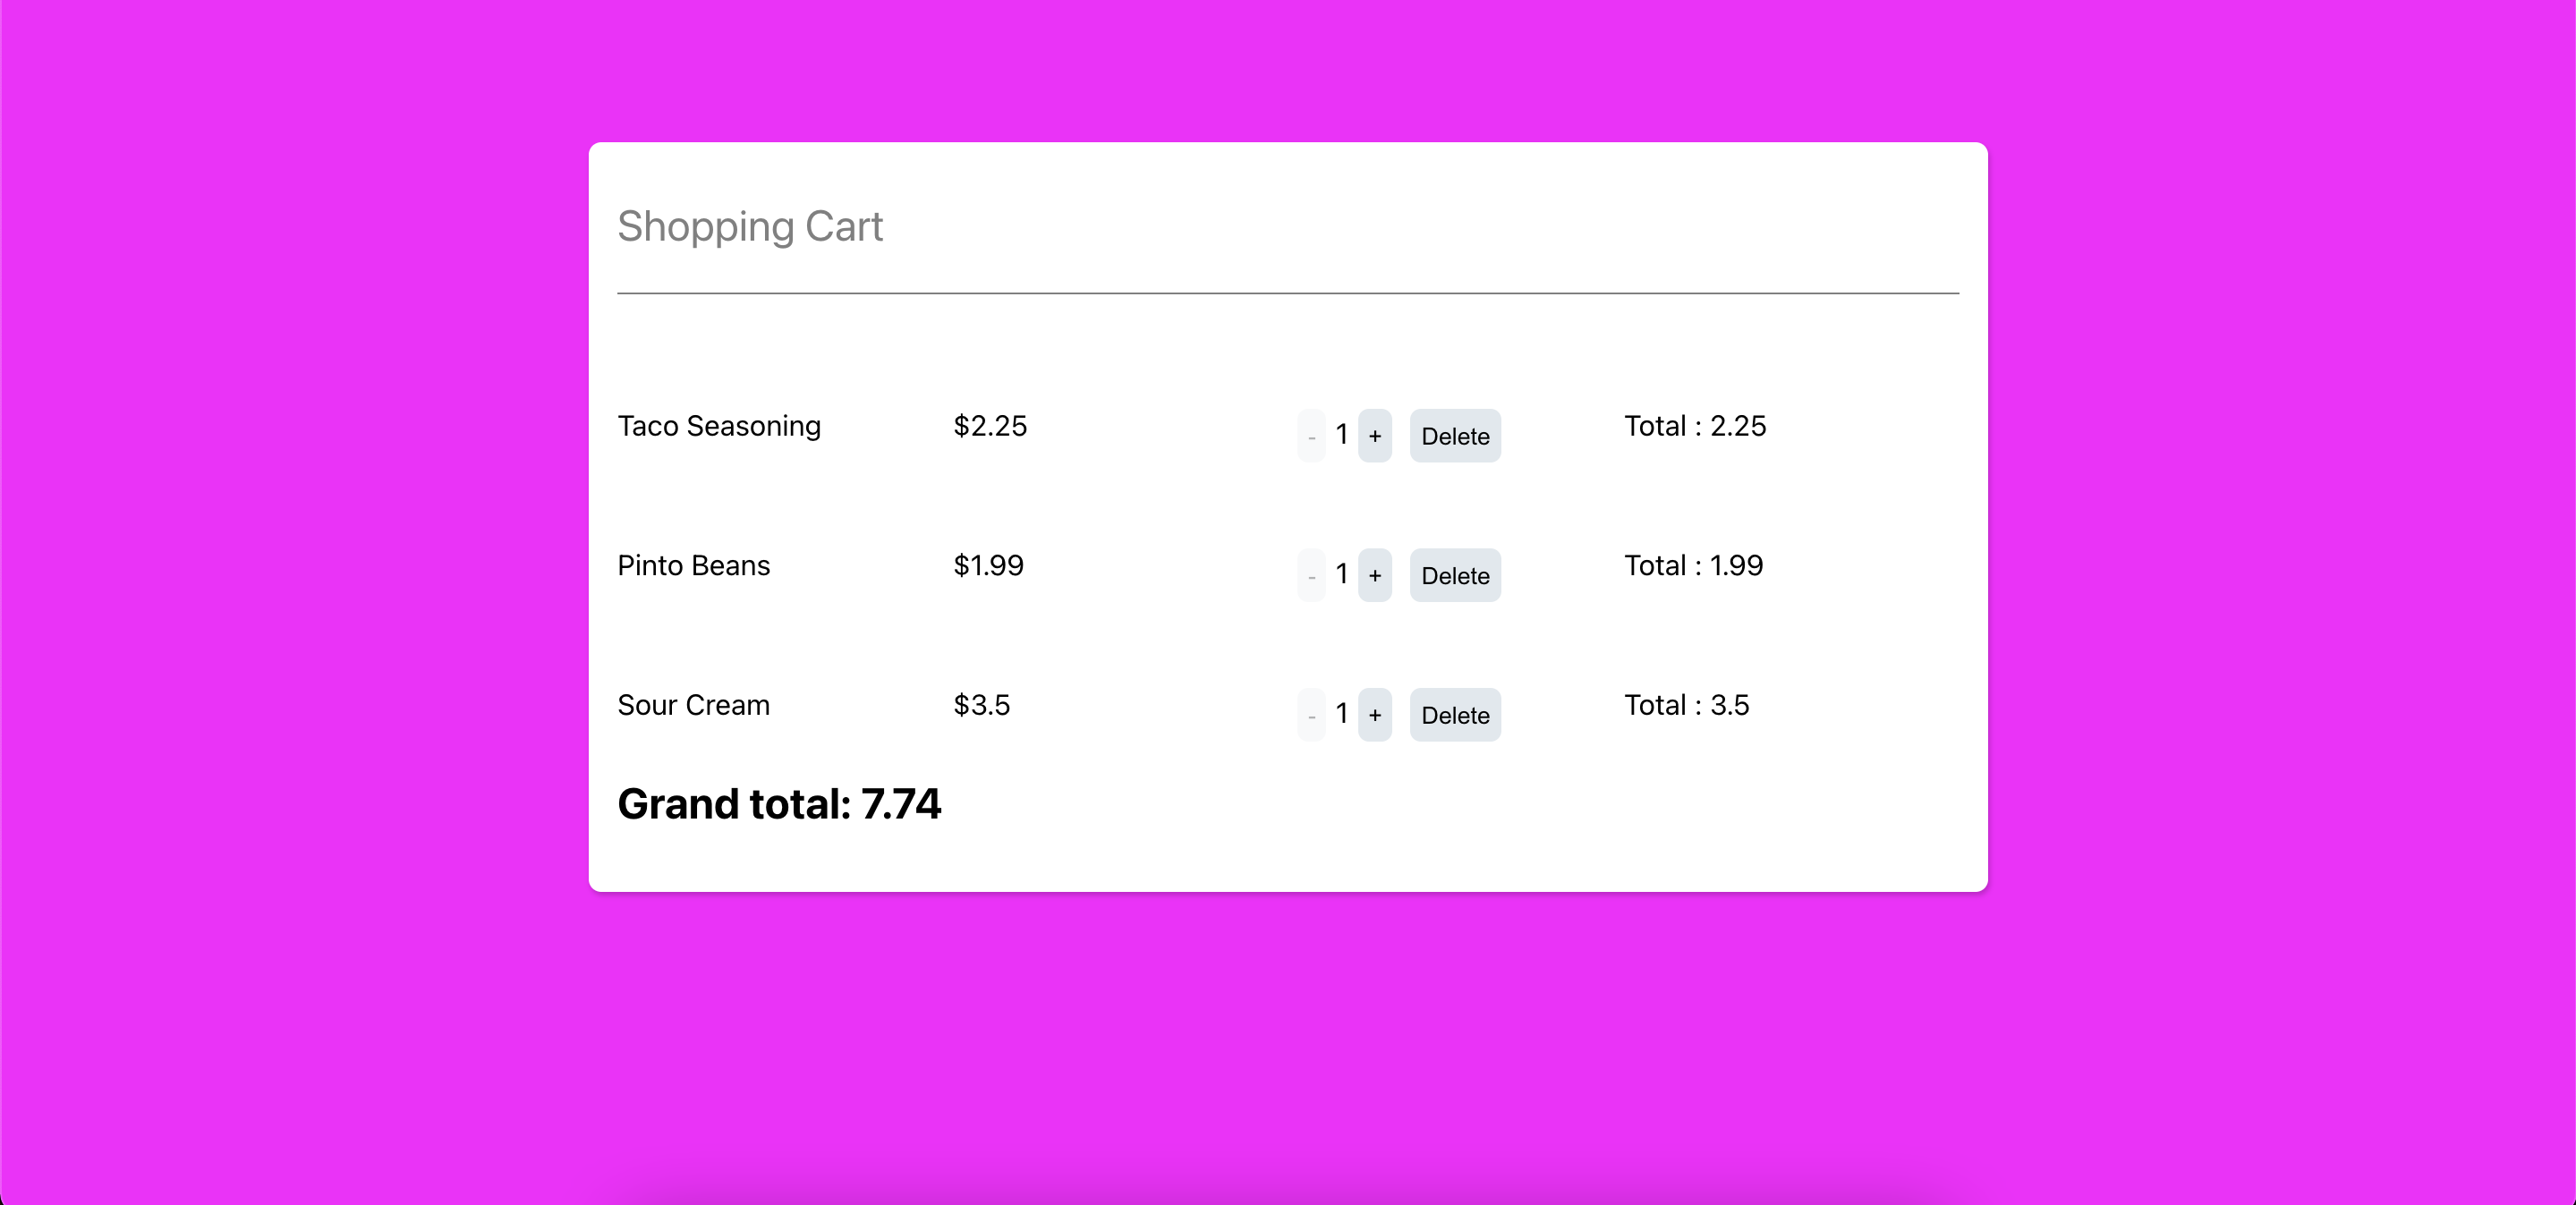 Shopping Cart
Taco Seasoning $2.25 - 1 + Delete Total : 2.25
Pinto Beans $1.99 - 1 + Delete Total : 1.99
Sour Cream $3.5 - 1 + Delete Total : 3.5
Grand total: 7.74